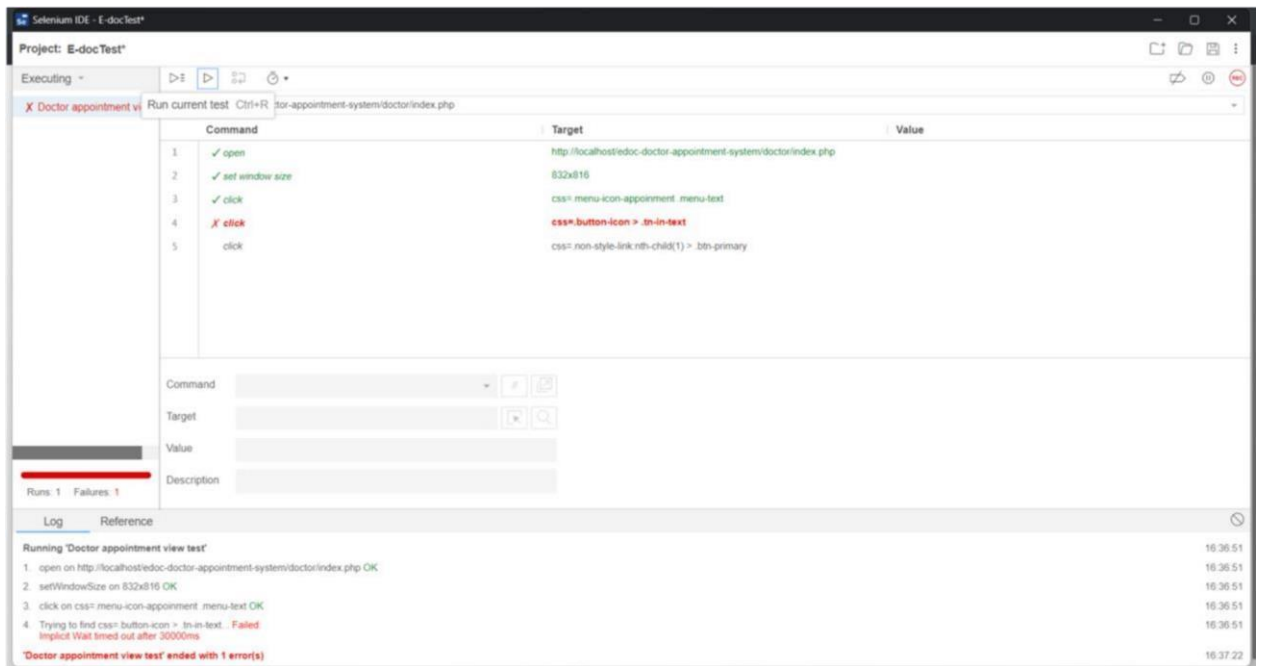 Selenium IDE - E-docTest*
Project: E-docTest*
Executing
X Doctor appointment vi
Run current test Ctrl+R tor-appointment-system/doctor/index.php
Command Target Value
1 ✓ open http://localhost/edoc-doctor-appointment-system/doctor/index.php
2 ✓ set window size 832x816
3 ✓ click css=.menu-icon-appoinment .menu-text
4 ✗ click css=.button-icon > .tn-in-text
5 click css=.non-style-link:nth-child(1) > .btn-primary
Command
//
Target
Value
Description
Runs: 1 Failures: 1
Log Reference
Running 'Doctor appointment view test' 16:36:51
1. open on http://localhost/edoc-doctor-appointment-system/doctor/index.php OK 16:36:51
2. setWindowSize on 832x816 OK 16:36:51
3. click on css=.menu-icon-appoinment .menu-text OK 16:36:51
4. Trying to find css=.button-icon > .tn-in-text... Failed: 16:36:51
Implicit Wait timed out after 30000ms
'Doctor appointment view test' ended with 1 error(s) 16:37:22
REC